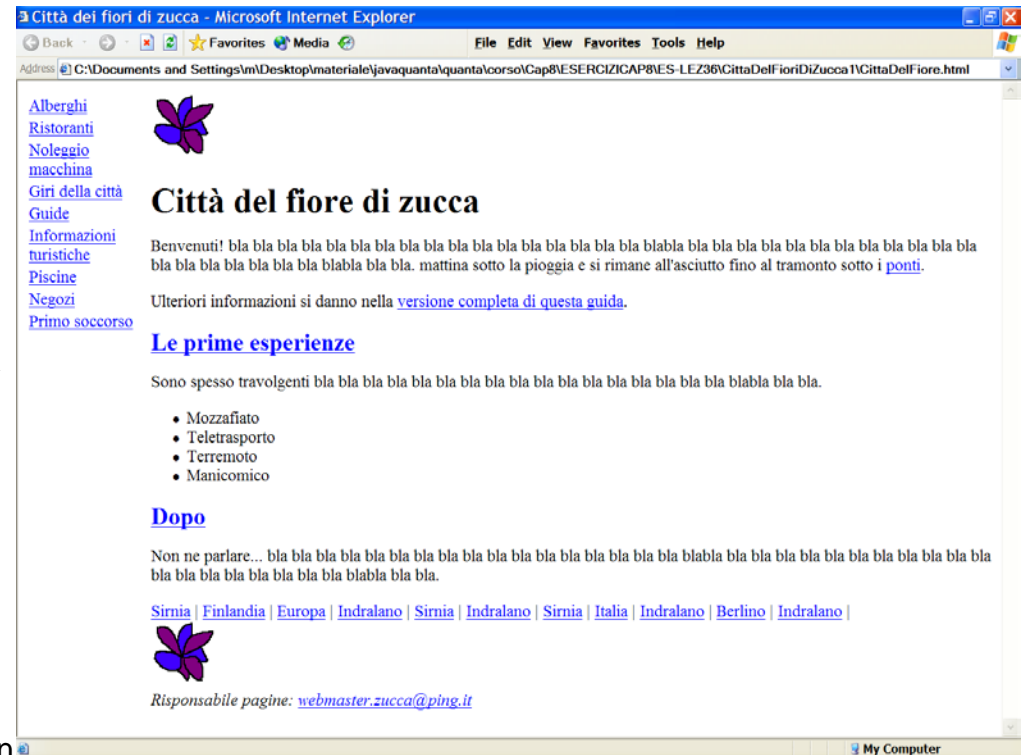 Città dei fiori di zucca - Microsoft Internet Explorer
Back Favorites Media File Edit View Favorites Tools Help
Address C:\Documents and Settings\m\Desktop\materiale\javaquanta\quanta\corso\Cap8\ESERCIZICAP8\ES-LEZ36\CittaDelFioriDiZucca1\CittaDelFiore.html
Alberghi
Ristoranti
Noleggio
macchina
Giri della città
Guide
Informazioni
turistiche
Piscine
Negozi
Primo soccorso
Città del fiore di zucca
Benvenuti! bla bla bla bla bla bla bla bla bla bla bla bla bla bla bla bla bla blabla bla bla bla bla bla bla bla bla bla bla bla bla
bla bla bla bla bla bla bla blabla bla bla. mattina sotto la pioggia e si rimane all'asciutto fino al tramonto sotto i ponti.
Ulteriori informazioni si danno nella versione completa di questa guida.
Le prime esperienze
Sono spesso travolgenti bla bla bla bla bla bla bla bla bla bla bla bla bla bla bla bla bla blabla bla bla.
• Mozzafiato
• Teletrasporto
• Terremoto
• Manicomico
Dopo
Non ne parlare... bla bla bla bla bla bla bla bla bla bla bla bla bla bla bla bla bla blabla bla bla bla bla bla bla bla bla bla bla bla
bla bla bla bla bla bla bla bla blabla bla bla.
Sirnia | Finlandia | Europa | Indralano | Sirnia | Indralano | Sirnia | Italia | Indralano | Berlino | Indralano |
Risponsabile pagine: webmaster.zucca@ping.it
n
My Computer